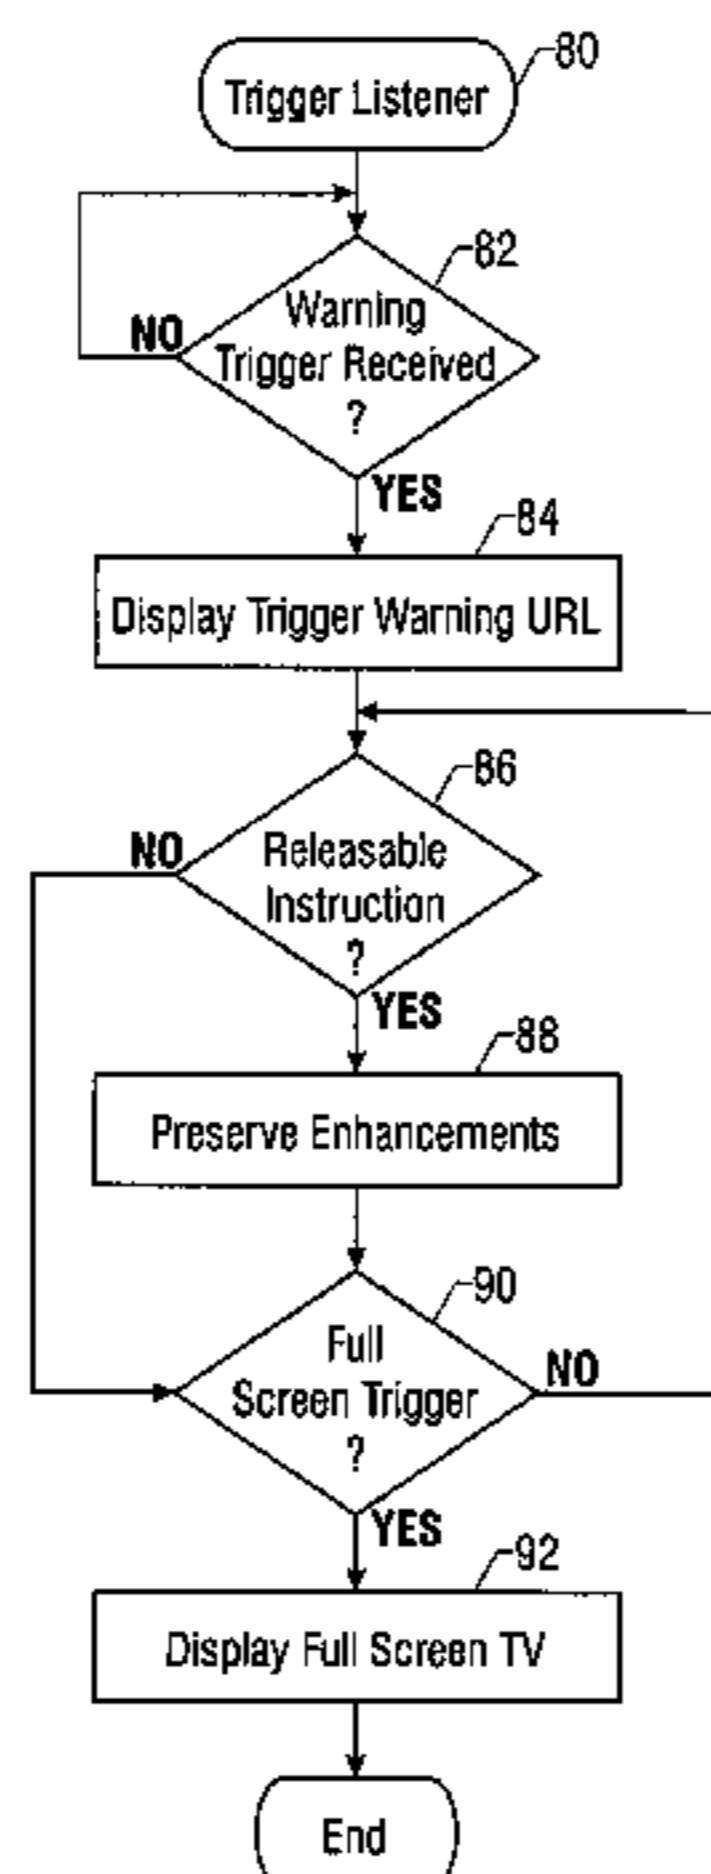 80
Trigger Listener
82
Warning
Trigger Received
?
NO
YES
84
Display Trigger Warning URL
86
Releasable
Instruction
?
NO
YES
88
Preserve Enhancements
90
Full
Screen Trigger
?
NO
YES
92
Display Full Screen TV
End